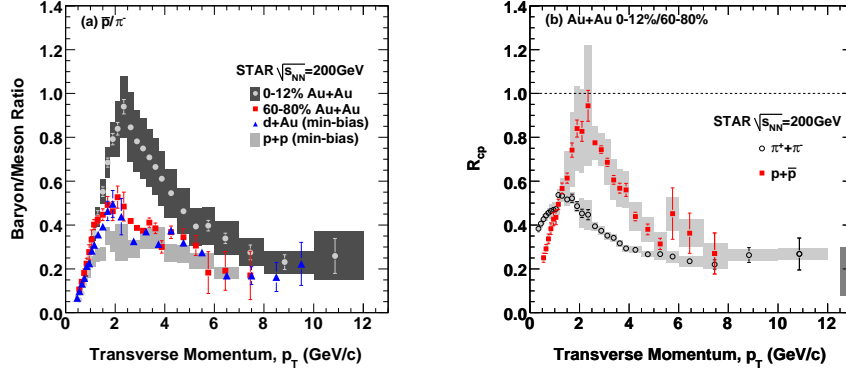 (a) p̄/π⁻
STAR √sNN=200GeV
0-12% Au+Au
60-80% Au+Au
d+Au (min-bias)
p+p (min-bias)
Baryon/Meson Ratio
1.4
1.2
1.0
0.8
0.6
0.4
0.2
0.0
0 2 4 6 8 10 12
Transverse Momentum, pT (GeV/c)
(b) Au+Au 0-12%/60-80%
STAR √sNN=200GeV
π⁺+π⁻
p+p̄
Rcp
1.4
1.2
1.0
0.8
0.6
0.4
0.2
0.0
0 2 4 6 8 10 12
Transverse Momentum, pT (GeV/c)